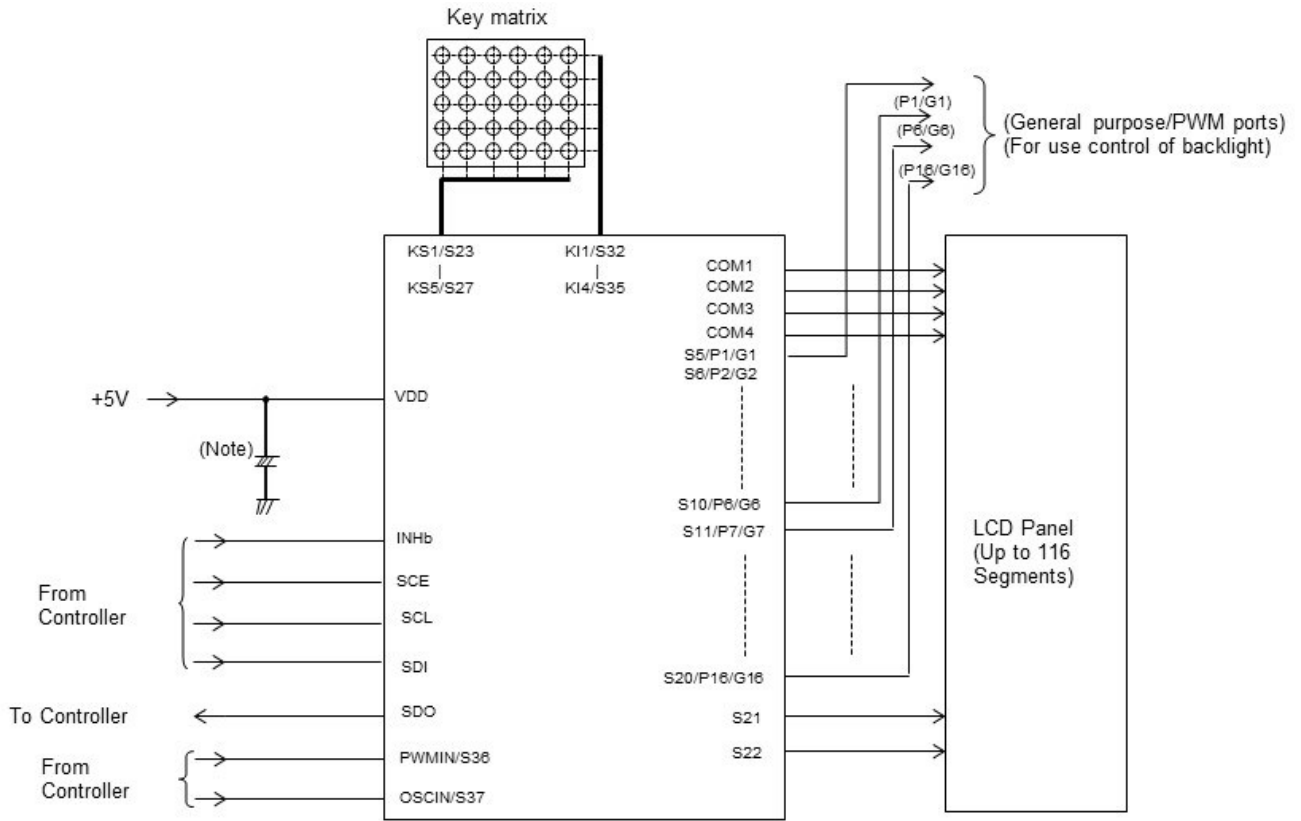 Key matrix
(P1/G1)
(P6/G6)
(P16/G16)
(General purpose/PWM ports)
(For use control of backlight)
KS1/S23
KS5/S27
KI1/S32
KI4/S35
COM1
COM2
COM3
COM4
S5/P1/G1
S6/P2/G2
+5V
VDD
(Note)
S10/P6/G6
S11/P7/G7
LCD Panel
(Up to 116
Segments)
From
Controller
INHb
SCE
SCL
SDI
S20/P16/G16
To Controller
SDO
S21
S22
From
Controller
PWMIN/S36
OSCIN/S37